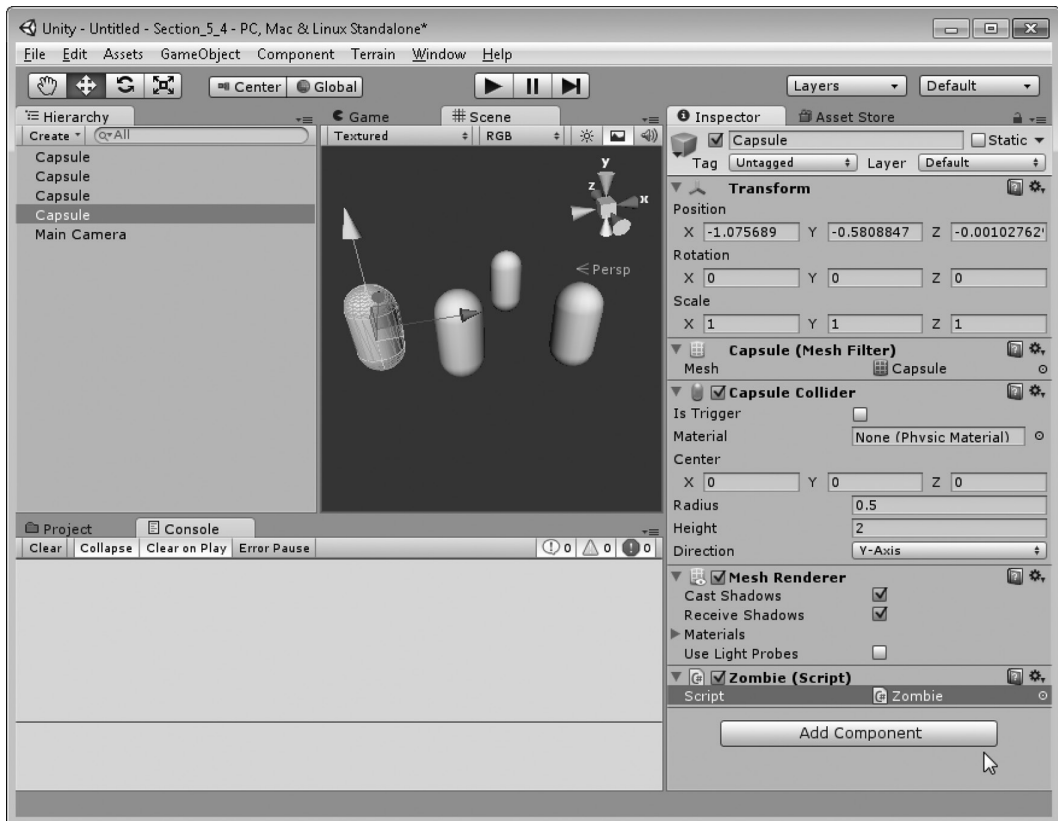 Unity - Untitled - Section_5_4 - PC, Mac & Linux Standalone*
File Edit Assets GameObject Component Terrain Window Help
Center Global Layers Default
Hierarchy
Create All
Capsule
Capsule
Capsule
Capsule
Main Camera
Game Scene
Textured RGB
y
z
x
Persp
Project Console
Clear Collapse Clear on Play Error Pause 0 0 0
Inspector Asset Store
Capsule Static
Tag Untagged Layer Default
Transform
Position
X -1.075689 Y -0.5808847 Z -0.00102762
Rotation
X 0 Y 0 Z 0
Scale
X 1 Y 1 Z 1
Capsule (Mesh Filter)
Mesh Capsule
Capsule Collider
Is Trigger
Material None (Physic Material)
Center
X 0 Y 0 Z 0
Radius 0.5
Height 2
Direction Y-Axis
Mesh Renderer
Cast Shadows
Receive Shadows
Materials
Use Light Probes
Zombie (Script)
Script Zombie
Add Component